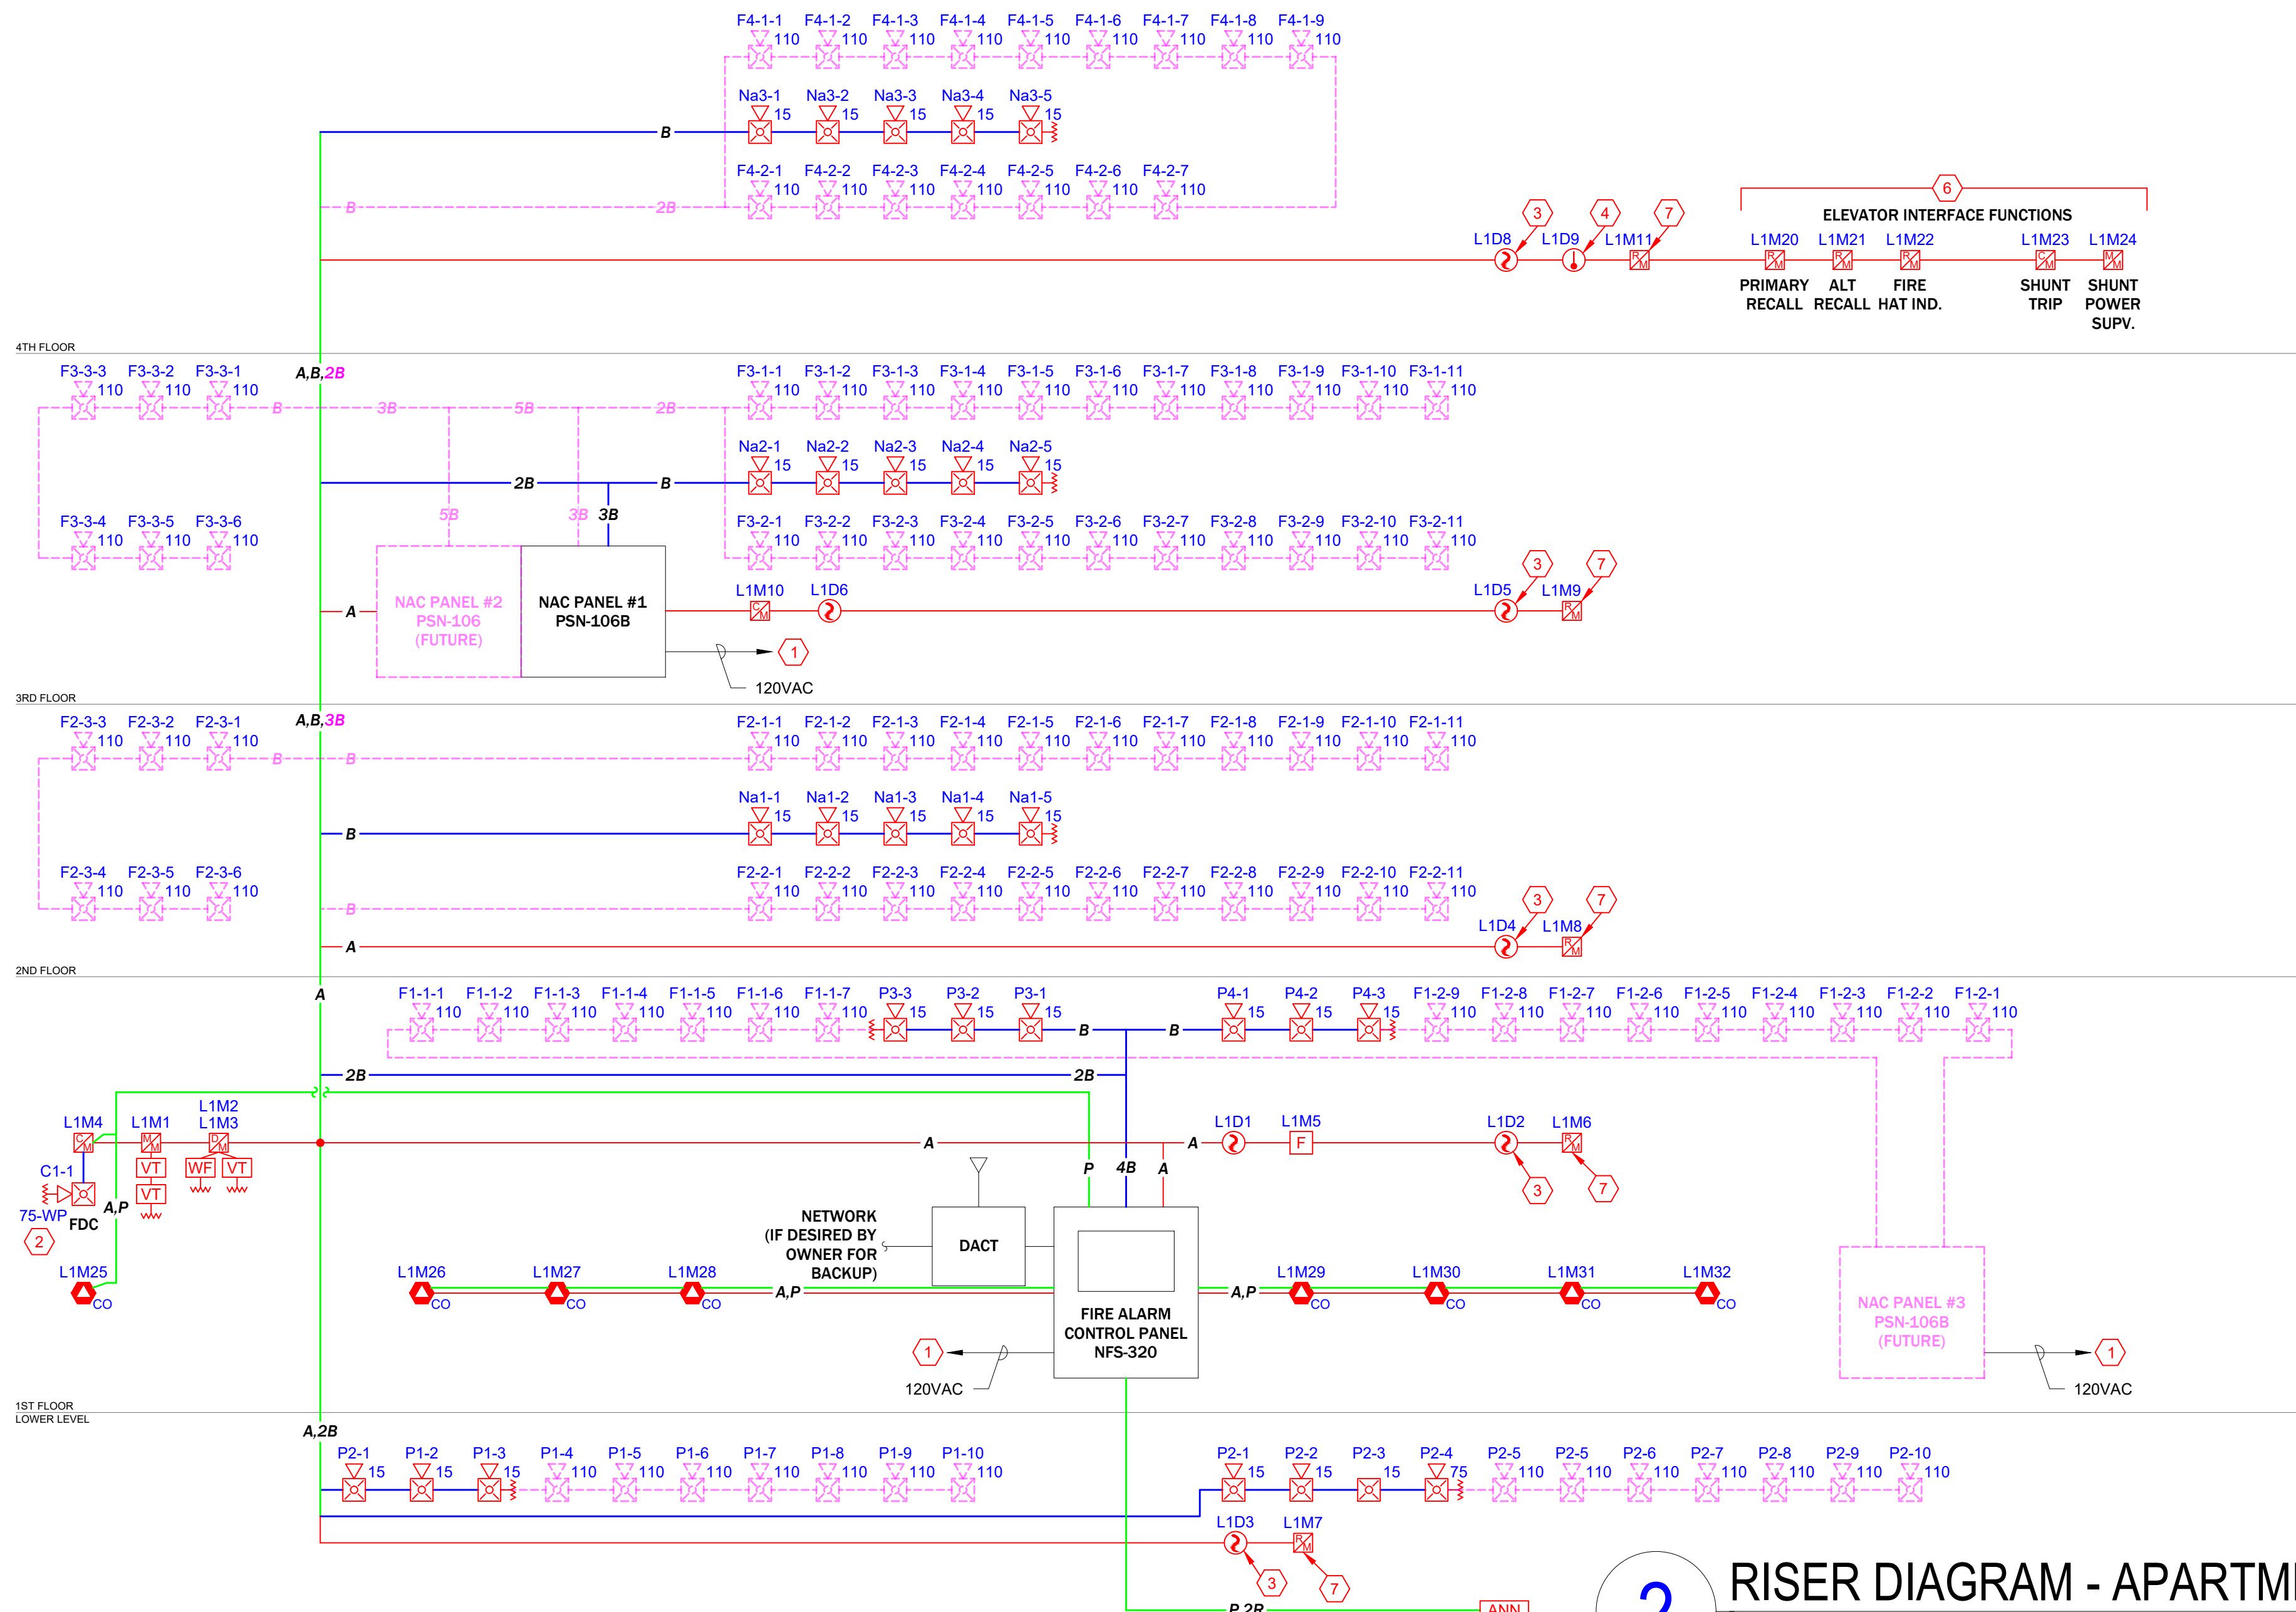 F4-1-1 F4-1-2 F4-1-3 F4-1-4 F4-1-5 F4-1-6 F4-1-7 F4-1-8 F4-1-9
110 110 110 110 110 110 110 110 110
Na3-1 Na3-2 Na3-3 Na3-4 Na3-5
15 15 15 15 15
B
F4-2-1 F4-2-2 F4-2-3 F4-2-4 F4-2-5 F4-2-6 F4-2-7
110 110 110 110 110 110 110
B 2B
6
ELEVATOR INTERFACE FUNCTIONS
3 4 7
L1D8 L1D9 L1M11 L1M20 L1M21 L1M22 L1M23 L1M24
RM RM RM RM CM MM
PRIMARY RECALL
ALT RECALL
FIRE HAT IND.
SHUNT TRIP
SHUNT POWER SUPV.
4TH FLOOR
A,B,2B
F3-3-3 F3-3-2 F3-3-1
110 110 110
F3-1-1 F3-1-2 F3-1-3 F3-1-4 F3-1-5 F3-1-6 F3-1-7 F3-1-8 F3-1-9 F3-1-10 F3-1-11
110 110 110 110 110 110 110 110 110 110 110
B 3B 5B 2B
Na2-1 Na2-2 Na2-3 Na2-4 Na2-5
15 15 15 15 15
2B B
5B 3B 3B
F3-3-4 F3-3-5 F3-3-6
110 110 110
F3-2-1 F3-2-2 F3-2-3 F3-2-4 F3-2-5 F3-2-6 F3-2-7 F3-2-8 F3-2-9 F3-2-10 F3-2-11
110 110 110 110 110 110 110 110 110 110 110
3 7
L1M10 L1D6 L1D5 L1M9
CM RM
A
NAC PANEL #2
PSN-106
(FUTURE)
NAC PANEL #1
PSN-106B
1
120VAC
3RD FLOOR
A,B,3B
F2-3-3 F2-3-2 F2-3-1
110 110 110
F2-1-1 F2-1-2 F2-1-3 F2-1-4 F2-1-5 F2-1-6 F2-1-7 F2-1-8 F2-1-9 F2-1-10 F2-1-11
110 110 110 110 110 110 110 110 110 110 110
B B
Na1-1 Na1-2 Na1-3 Na1-4 Na1-5
15 15 15 15 15
B
F2-3-4 F2-3-5 F2-3-6
110 110 110
F2-2-1 F2-2-2 F2-2-3 F2-2-4 F2-2-5 F2-2-6 F2-2-7 F2-2-8 F2-2-9 F2-2-10 F2-2-11
110 110 110 110 110 110 110 110 110 110 110
B
3 7
L1D4 L1M8
RM
A
2ND FLOOR
A
F1-1-1 F1-1-2 F1-1-3 F1-1-4 F1-1-5 F1-1-6 F1-1-7 P3-3 P3-2 P3-1 P4-1 P4-2 P4-3 F1-2-9 F1-2-8 F1-2-7 F1-2-6 F1-2-5 F1-2-4 F1-2-3 F1-2-2 F1-2-1
110 110 110 110 110 110 110 15 15 15 15 15 15 110 110 110 110 110 110 110 110 110
B B
2B 2B
L1M2
L1M4 L1M1 L1M3 L1D1 L1M5 L1D2 L1M6
CM MM DM A A F RM
VT WF VT
VT
P 4B A
3 7
C1-1
75-WP
FDC
A,P
2
NETWORK
(IF DESIRED BY
OWNER FOR
BACKUP)
DACT
L1M25 L1M26 L1M27 L1M28 L1M29 L1M30 L1M31 L1M32
A,P A,P
CO CO CO CO CO CO CO CO
FIRE ALARM
CONTROL PANEL
NFS-320
NAC PANEL #3
PSN-106B
(FUTURE)
1 1
120VAC 120VAC
1ST FLOOR
LOWER LEVEL
A,2B
P2-1 P1-2 P1-3 P1-4 P1-5 P1-6 P1-7 P1-8 P1-9 P1-10 P2-1 P2-2 P2-3 P2-4 P2-5 P2-5 P2-6 P2-7 P2-8 P2-9 P2-10
15 15 15 110 110 110 110 110 110 110 15 15 15 75 110 110 110 110 110 110 110
L1D3 L1M7
RM
3 7
P,2R ANN
2
RISER DIAGRAM - APARTM